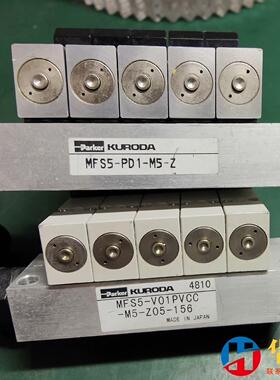 Parker KURODA
MFS5-PD1-M5-Z
Parker KURODA 4810
MFS5-V01PVCC
-M5-Z05-156
MADE IN JAPAN